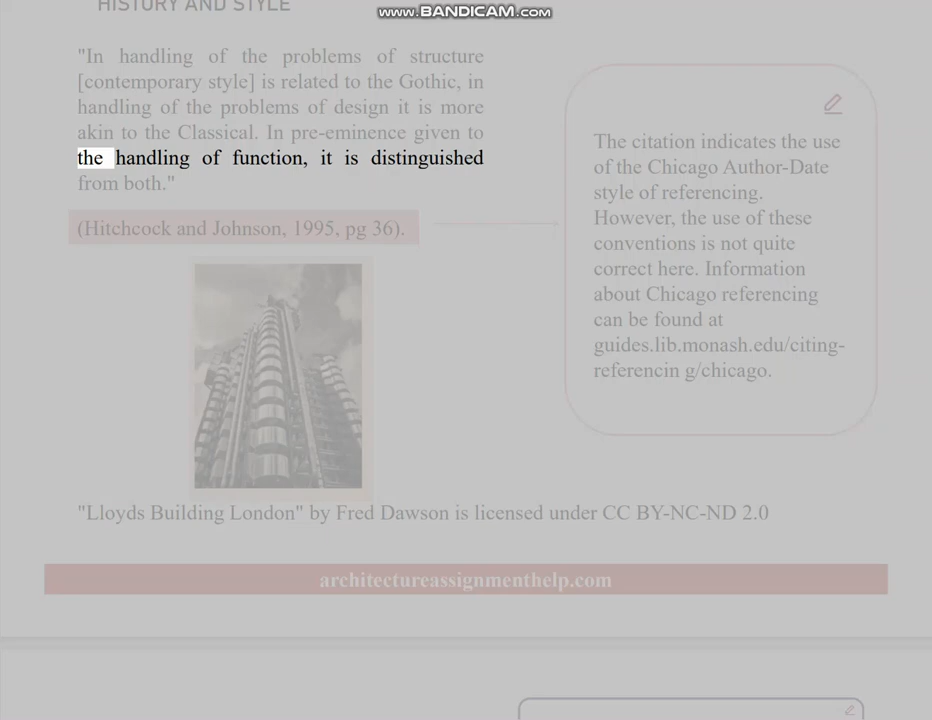 www.BANDICAM.com
HISTORY AND STYLE
"In handling of the problems of structure
[contemporary style] is related to the Gothic, in
handling of the problems of design it is more
akin to the Classical. In pre-eminence given to
the handling of function, it is distinguished
from both."
(Hitchcock and Johnson, 1995, pg 36).
The citation indicates the use
of the Chicago Author-Date
style of referencing.
However, the use of these
conventions is not quite
correct here. Information
about Chicago referencing
can be found at
guides.lib.monash.edu/citing-
referencin g/chicago.
"Lloyds Building London" by Fred Dawson is licensed under CC BY-NC-ND 2.0
architectureassignmenthelp.com